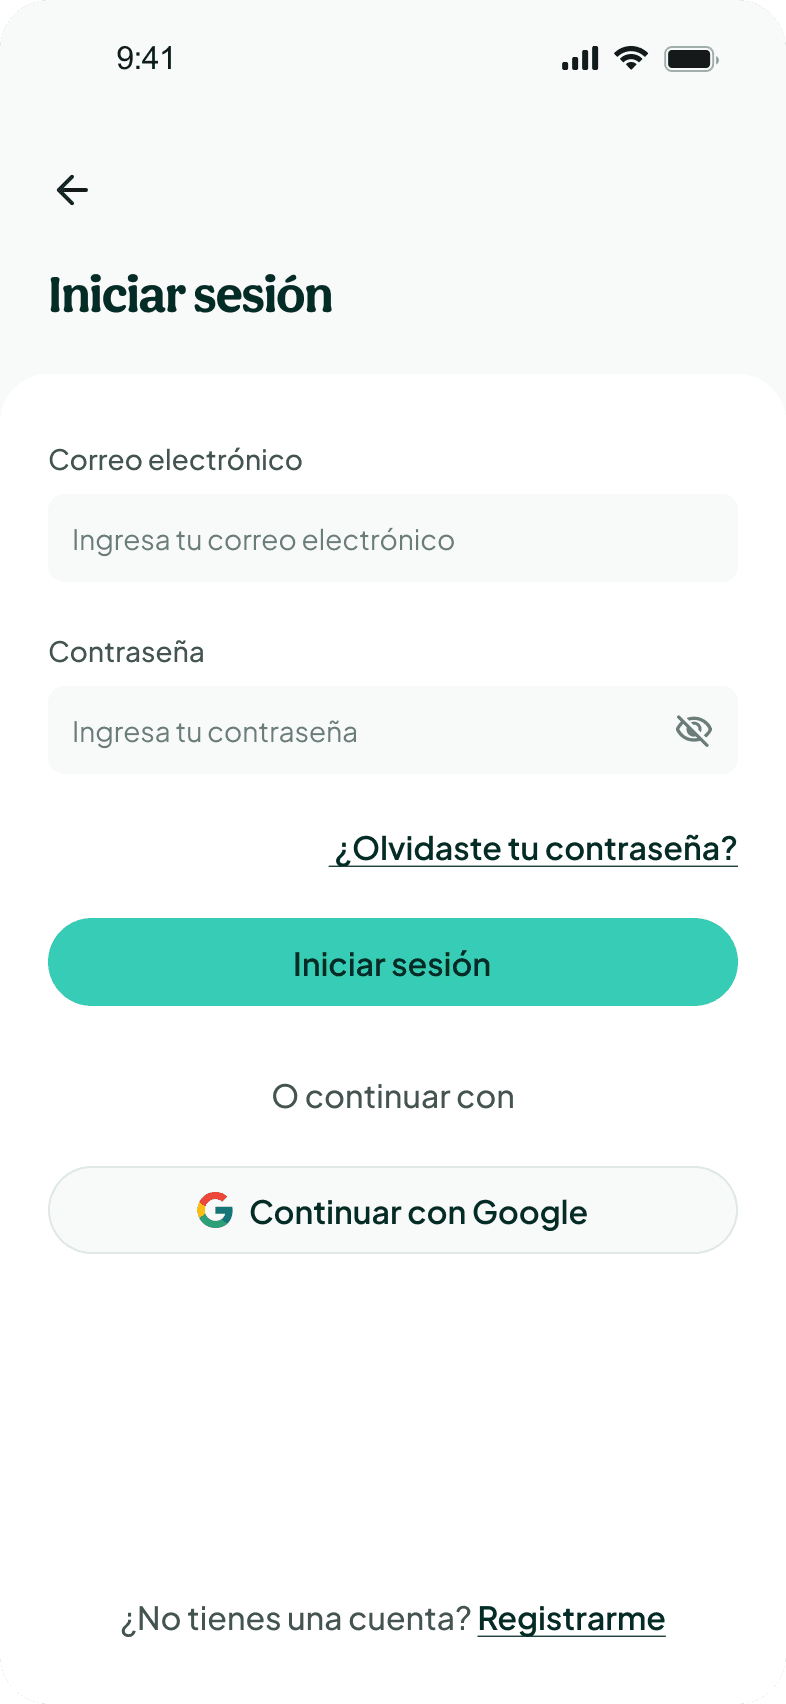 9:41
Iniciar sesión
Correo electrónico
Ingresa tu correo electrónico
Contraseña
Ingresa tu contraseña
¿Olvidaste tu contraseña?
Iniciar sesión
O continuar con
Continuar con Google
¿No tienes una cuenta? Registrarme